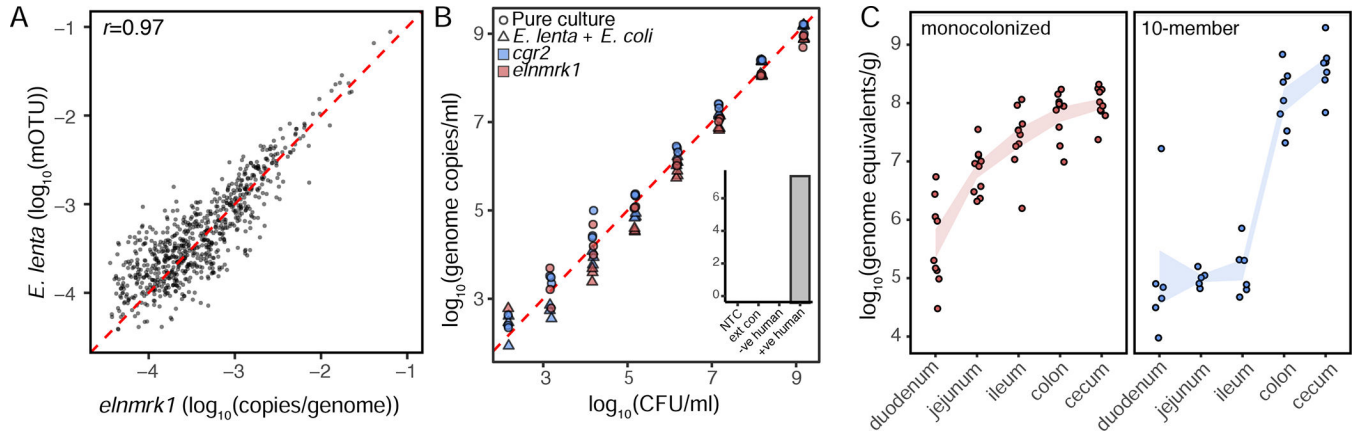 A
r=0.97
−1
−2
−3
−4
E. lenta (log10(mOTU))
−4
−3
−2
−1
elnmrk1 (log10(copies/genome))
B
Pure culture
E. lenta + E. coli
cgr2
elnmrk1
9
7
5
3
log10(genome copies/ml)
3
5
7
9
log10(CFU/ml)
6
4
2
0
NTC
ext con
-ve human
+ve human
C
monocolonized
10-member
9
8
7
6
5
4
log10(genome equivalents/g)
duodenum
jejunum
ileum
colon
cecum
duodenum
jejunum
ileum
colon
cecum